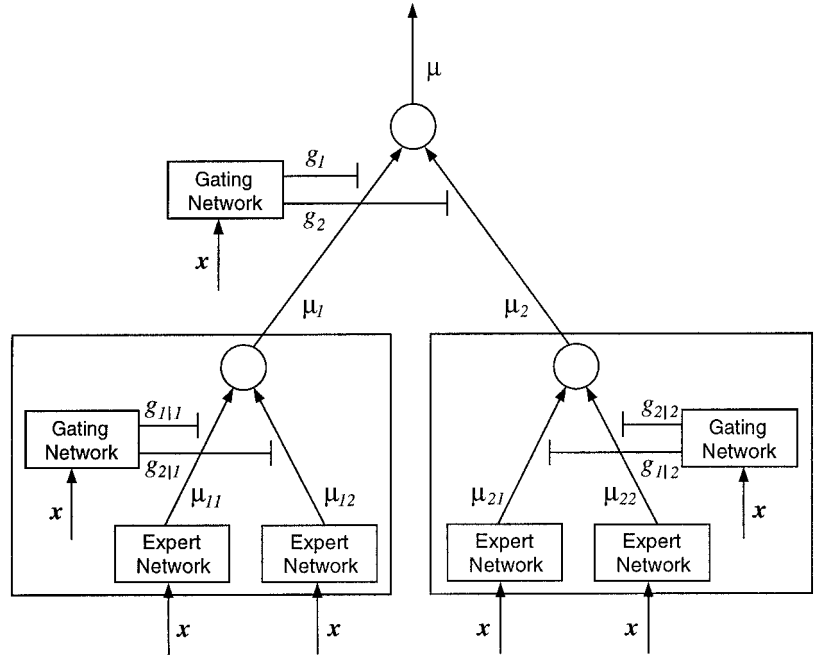 μ
g1
Gating
Network
g2
x
μ1
μ2
g1|1
Gating
Network
g2|1
x
μ11
μ12
Expert
Network
Expert
Network
x
x
g2|2
Gating
Network
g1|2
x
μ21
μ22
Expert
Network
Expert
Network
x
x